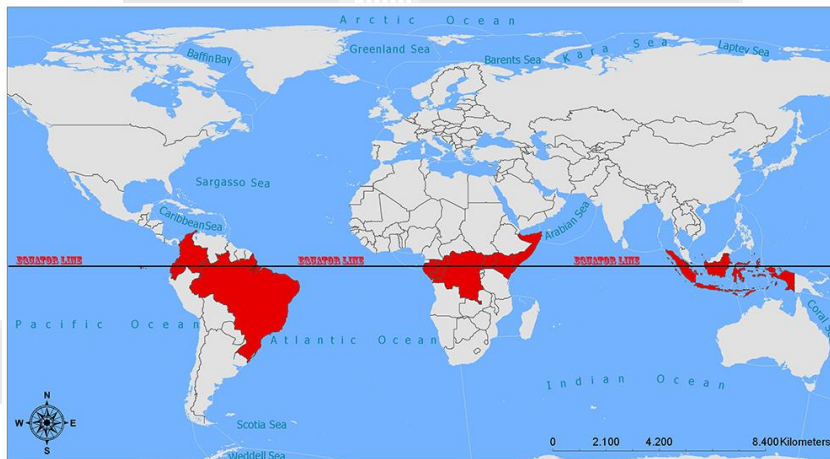 Arctic Ocean
Greenland Sea
Barents Sea
Kara Sea
Laptev Sea
Baffin Bay
Sargasso Sea
Caribbean Sea
Arabian Sea
EQUATOR LINE
EQUATOR LINE
EQUATOR LINE
Pacific Ocean
Atlantic Ocean
Indian Ocean
Coral Se
N
W E
S
Scotia Sea
Weddell Sea
0 2.100 4.200 8.400 Kilometers